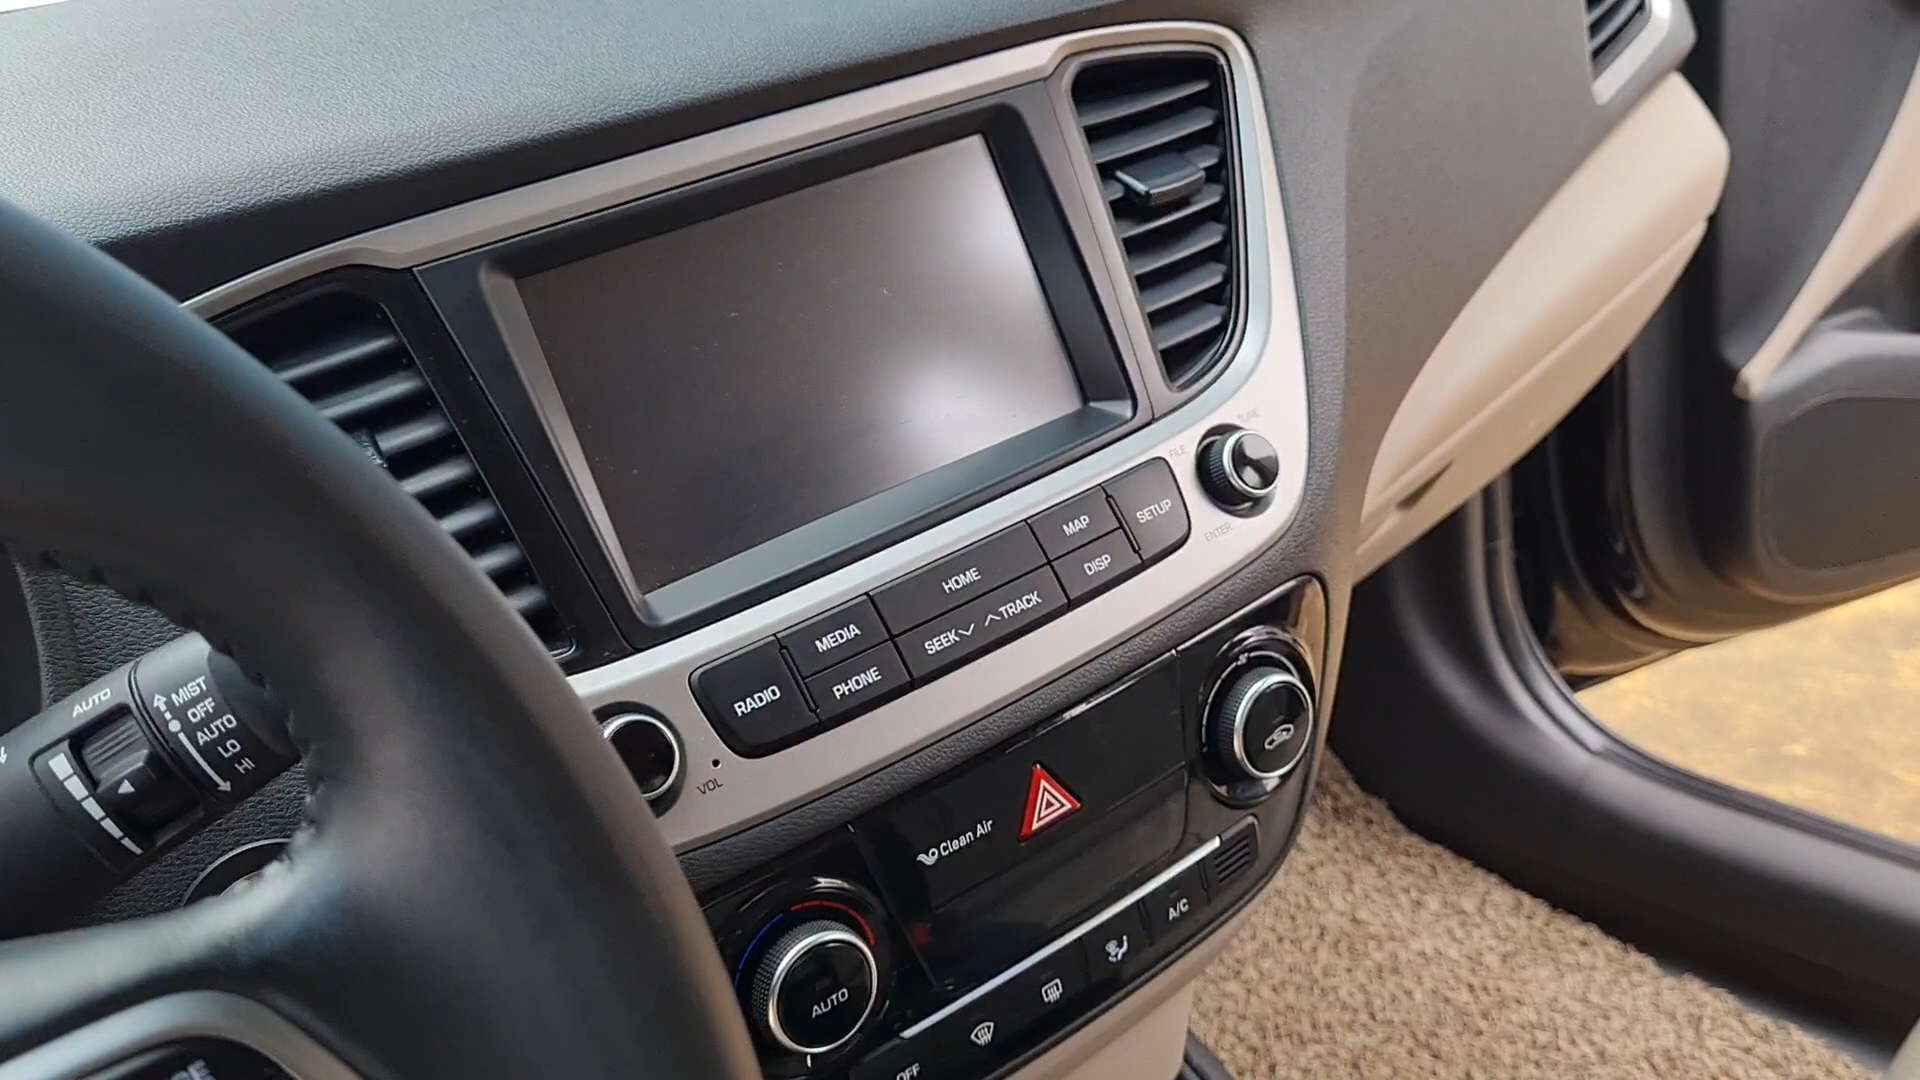 TUNE
FILE
ENTER
MAP
SETUP
HOME
DISP
MEDIA
SEEK TRACK
RADIO
PHONE
VOL
AUTO
MIST
OFF
AUTO
LO
HI
Clean Air
A/C
AUTO
OFF